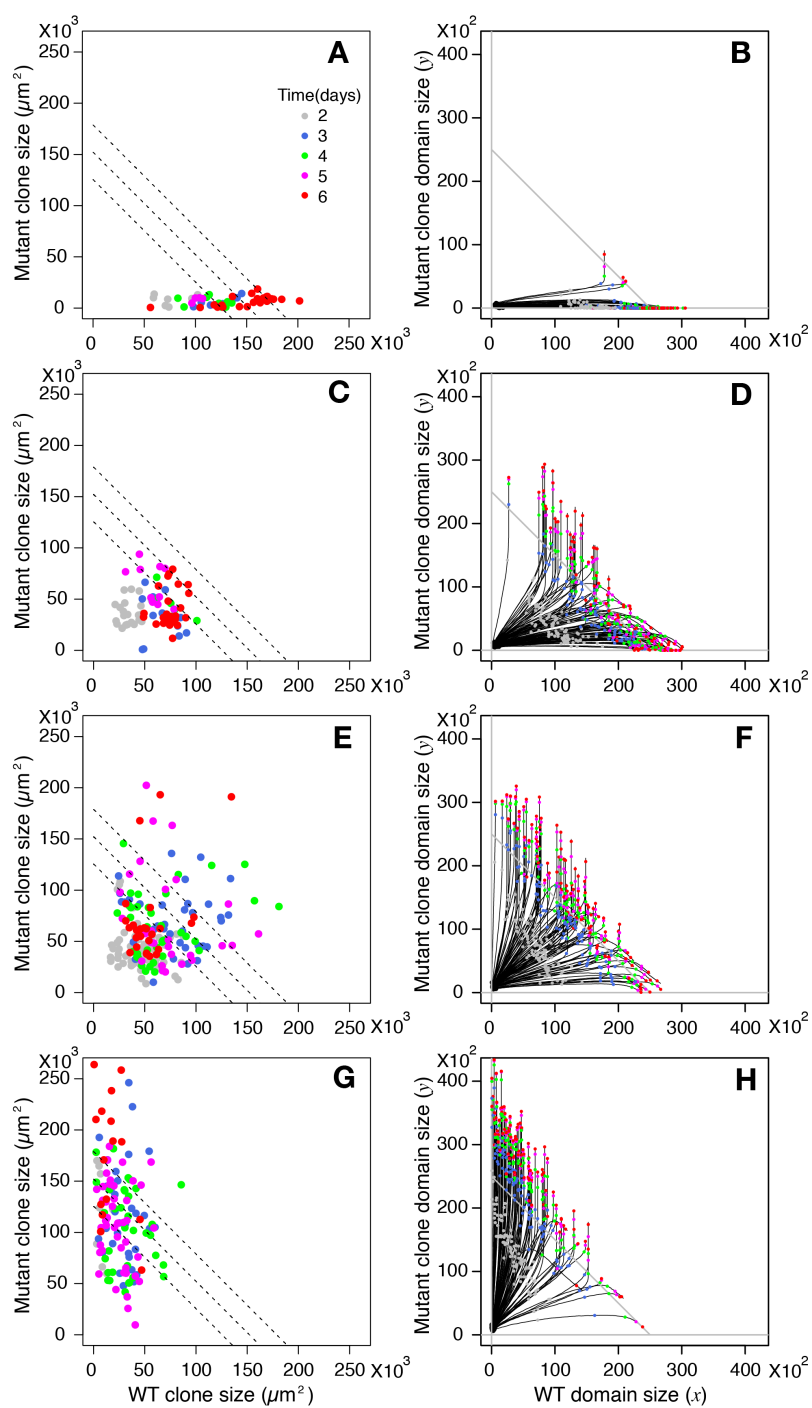 X10³
A
250
200
150
100
50
0
Mutant clone size (µm²)
Time(days)
2
3
4
5
6
0 50 100 150 200 X10³
X10²
B
400
300
200
100
0
Mutant clone domain size (y)
0 100 200 300 400 X10²
X10³
C
250
200
150
100
50
0
Mutant clone size (µm²)
0 50 100 150 200 250 X10³
X10²
D
400
300
200
100
0
Mutant clone domain size (y)
0 100 200 300 400 X10²
X10³
E
250
200
150
100
50
0
Mutant clone size (µm²)
0 50 100 150 200 250 X10³
X10²
F
400
300
200
100
0
Mutant clone domain size (y)
0 100 200 300 400 X10²
X10³
G
250
200
150
100
50
0
Mutant clone size (µm²)
0 50 100 150 200 250 X10³
WT clone size (µm²)
X10²
H
400
300
200
100
0
Mutant clone domain size (y)
0 100 200 300 400 X10²
WT domain size (x)